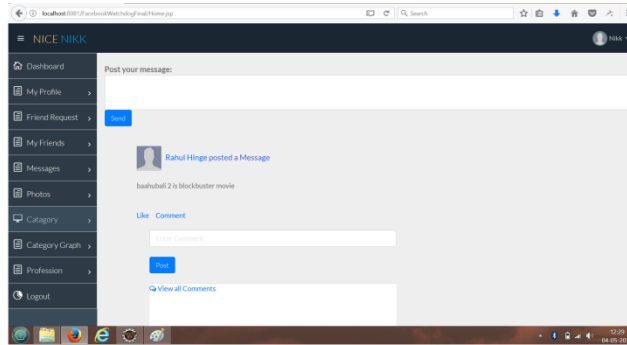 localhost:8081/FacebookWatchdogFinal/Home.jsp
Search
≡ NICE NIKK
Nikk
Dashboard
Post your message:
My Profile
Friend Request
Send
My Friends
Rahul Hinge posted a Message
Messages
baahubali 2 is blockbuster movie
Photos
Catagory
Like Comment
Category Graph
Enter Comment
Profession
Post
Logout
View all Comments
12:29
04-05-20